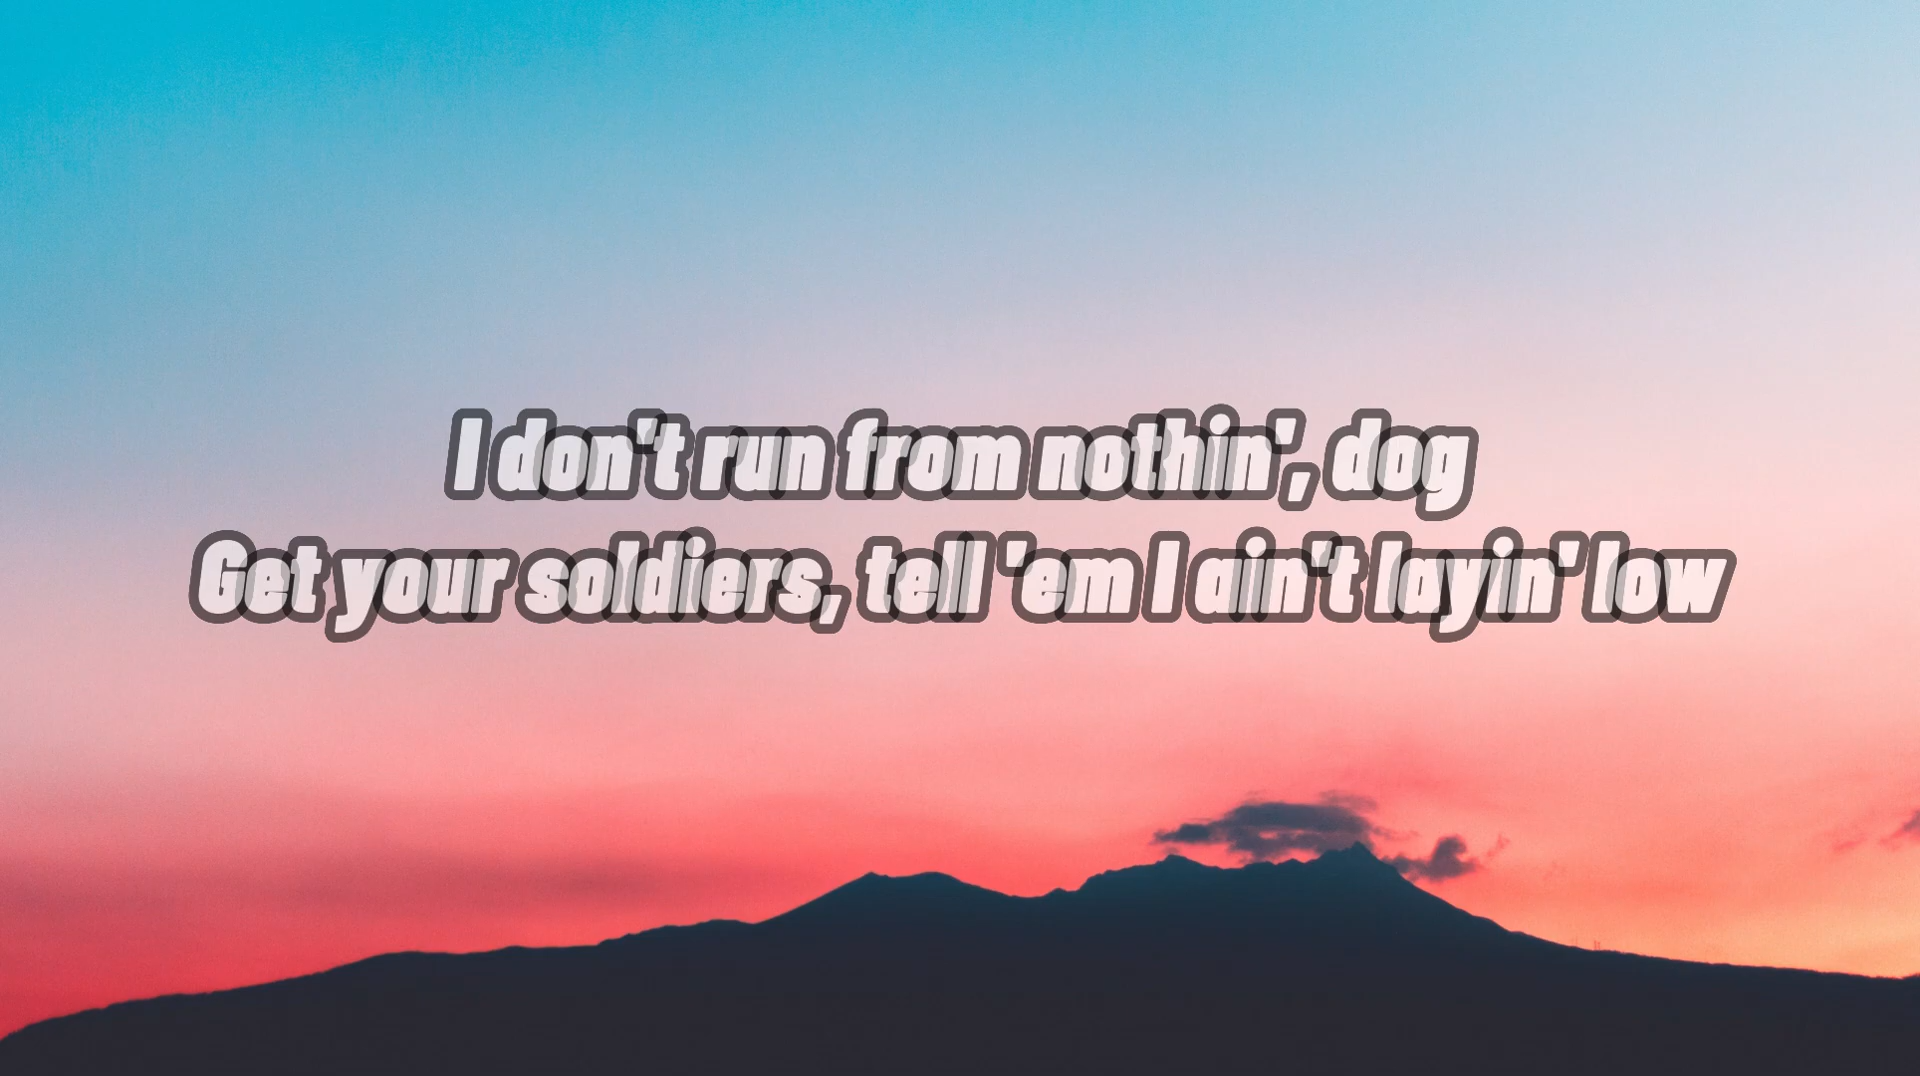 I don't run from nothin', dog
Get your soldiers, tell 'em I ain't layin' low